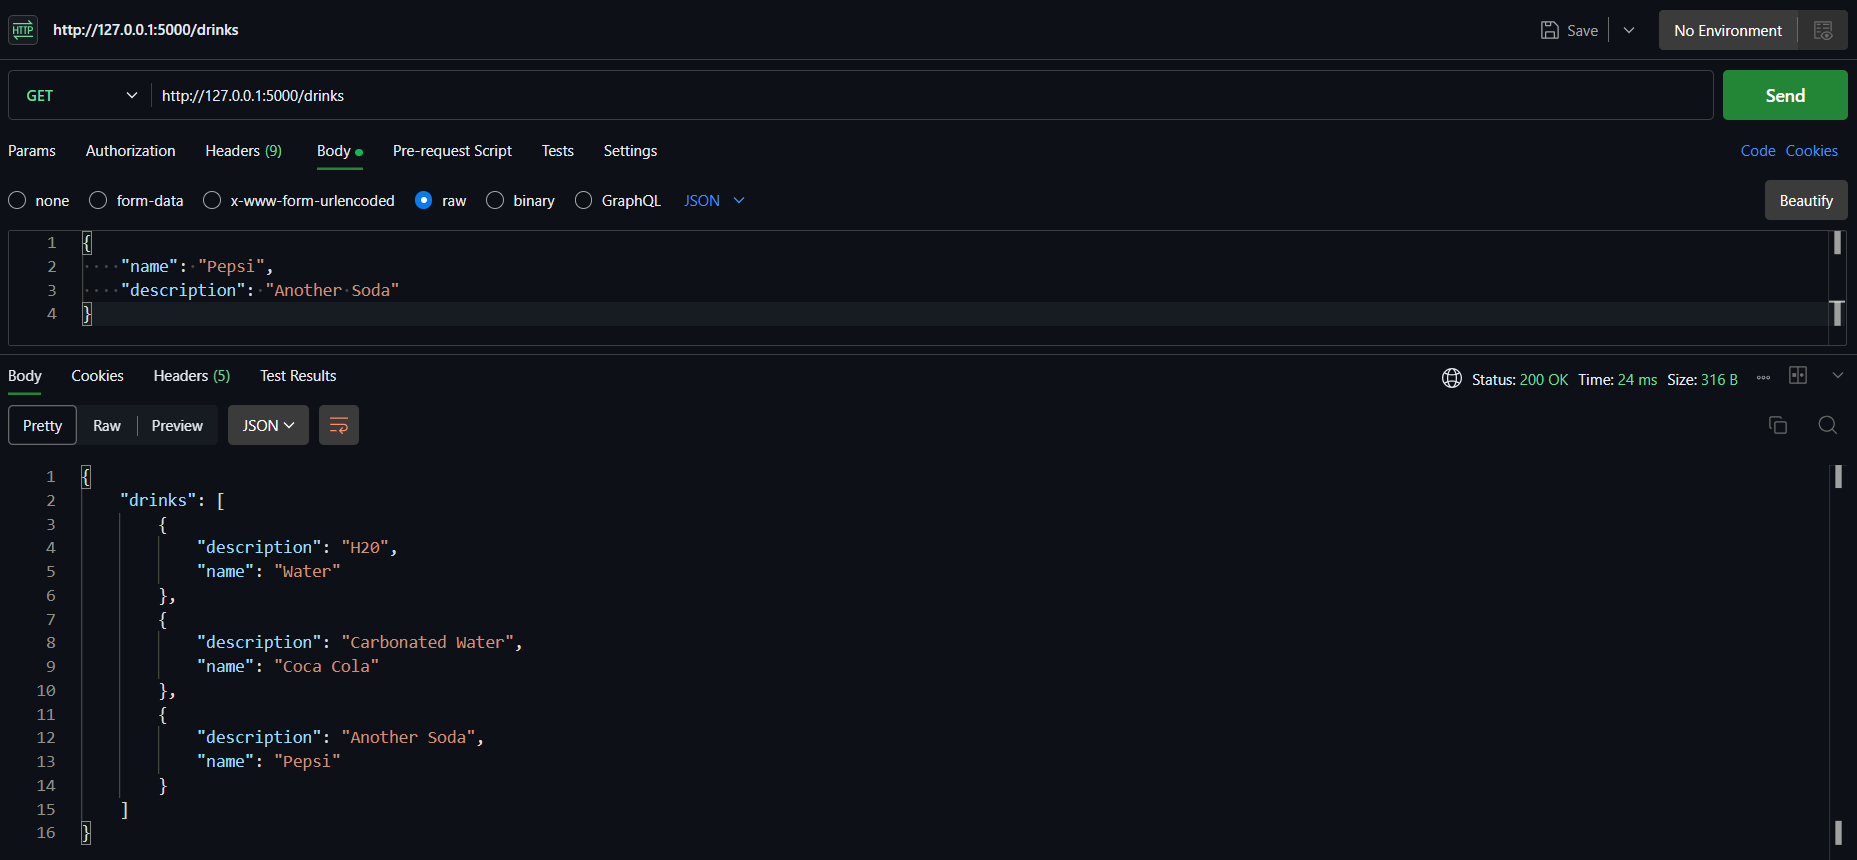 HTTP http://127.0.0.1:5000/drinks Save No Environment
GET http://127.0.0.1:5000/drinks Send
Params Authorization Headers (9) Body Pre-request Script Tests Settings Code Cookies
none form-data x-www-form-urlencoded raw binary GraphQL JSON Beautify
1 {
2 ····"name":·"Pepsi",
3 ····"description":·"Another·Soda"
4 }
Body Cookies Headers (5) Test Results Status: 200 OK Time: 24 ms Size: 316 B
Pretty Raw Preview JSON
1 {
2 "drinks": [
3 {
4 "description": "H20",
5 "name": "Water"
6 },
7 {
8 "description": "Carbonated Water",
9 "name": "Coca Cola"
10 },
11 {
12 "description": "Another Soda",
13 "name": "Pepsi"
14 }
15 ]
16 }